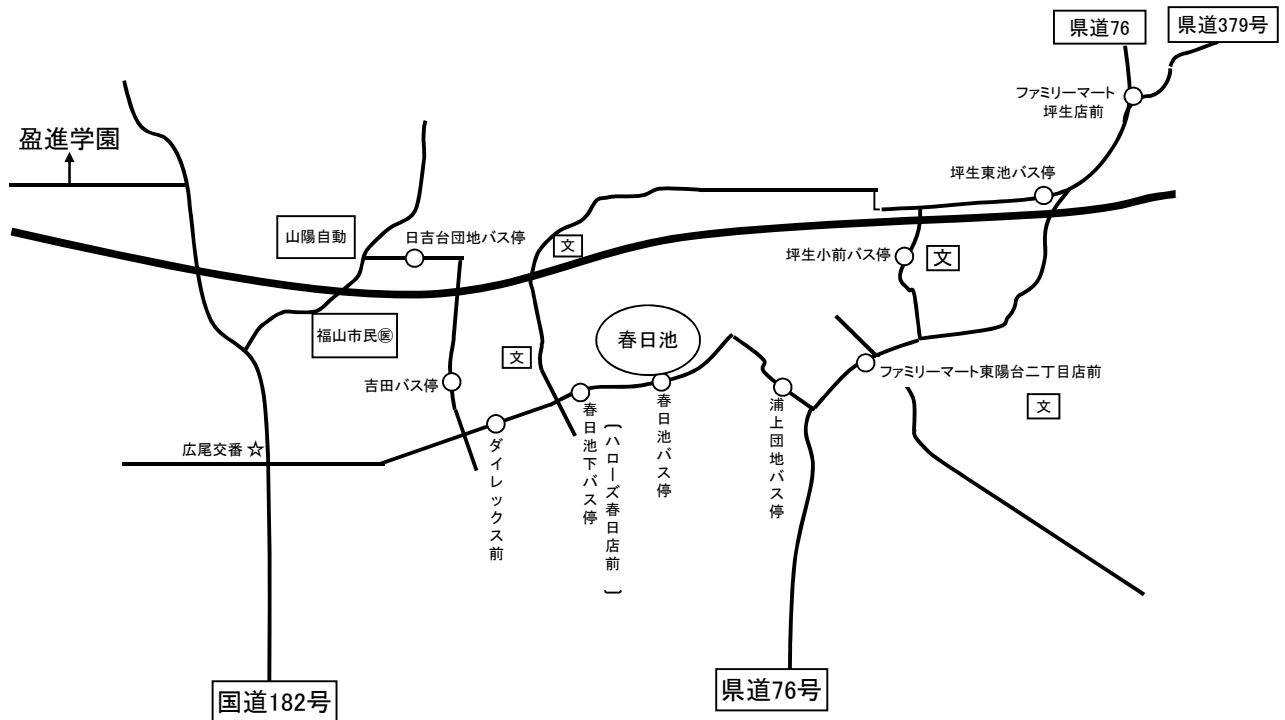 県道76
県道379号
ファミリーマート
坪生店前
盈進学園
坪生東池バス停
山陽自動
日吉台団地バス停
文
坪生小前バス停
文
福山市民㊩
春日池
文
吉田バス停
ファミリーマート東陽台二丁目店前
文
広尾交番☆
ダイレックス前
春日池下バス停
〔ハローズ春日店前 〕
春日池バス停
浦上団地バス停
国道182号
県道76号